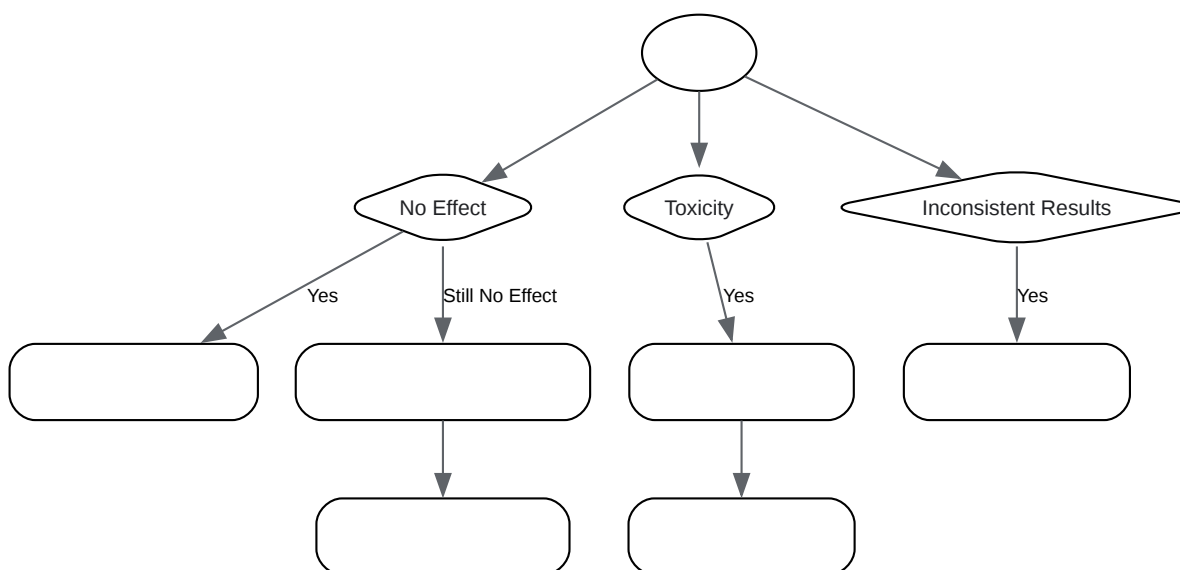 No Effect
Toxicity
Inconsistent Results
Yes
Still No Effect
Yes
Yes